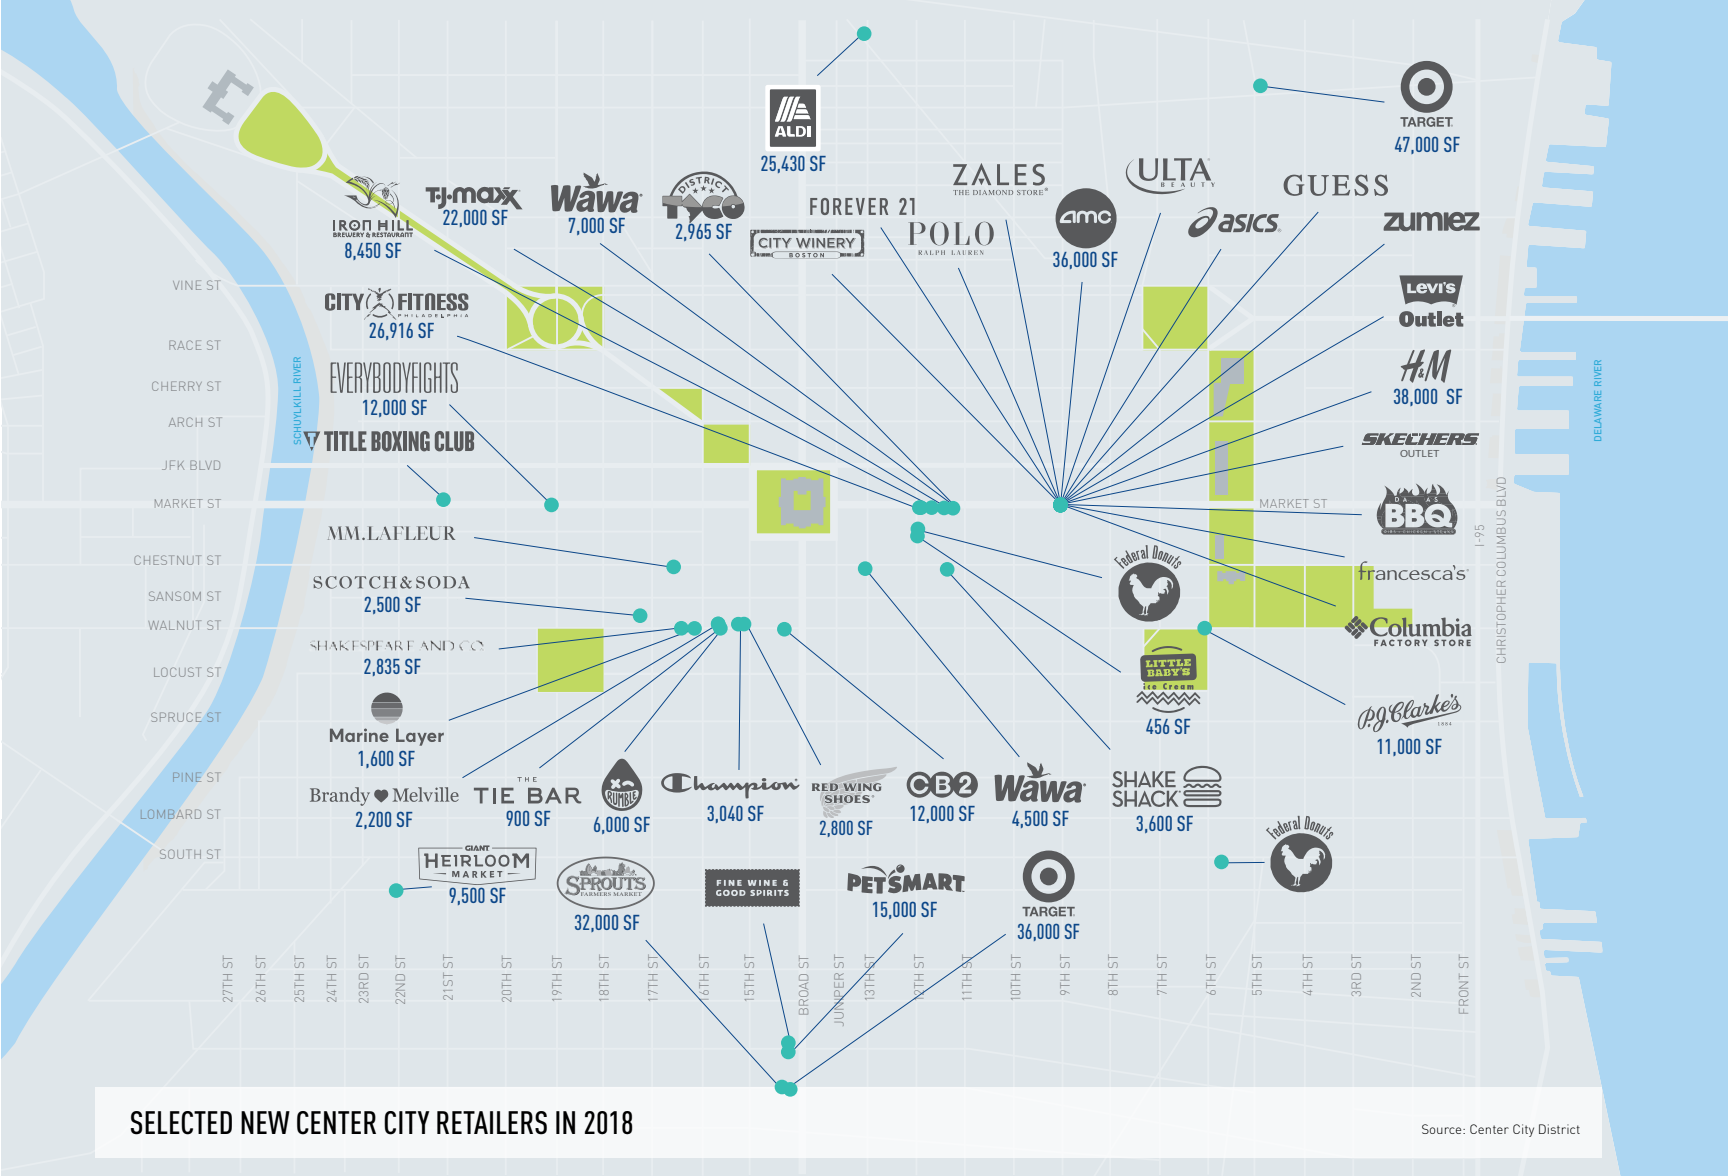 ALDI
25,430 SF
TARGET
47,000 SF
IRON HILL
BREWERY & RESTAURANT
8,450 SF
T.J.maxx
22,000 SF
Wawa
7,000 SF
DISTRICT
TACO
2,965 SF
FOREVER 21
CITY WINERY
BOSTON
POLO
RALPH LAUREN
ZALES
THE DIAMOND STORE
amc
36,000 SF
ULTA
BEAUTY
asics
GUESS
zumiez
LEVI'S
Outlet
H&M
38,000 SF
SKECHERS
OUTLET
DALLAS
BBQ
francesca's
Columbia
FACTORY STORE
P.J. Clarke's
1884
11,000 SF
CITY FITNESS
PHILADELPHIA
26,916 SF
EVERYBODYFIGHTS
12,000 SF
TITLE BOXING CLUB
MM.LAFLEUR
SCOTCH & SODA
2,500 SF
SHAKESPEARE AND CO
2,835 SF
Marine Layer
1,600 SF
Brandy Melville
2,200 SF
THE
TIE BAR
900 SF
RUMBLE
6,000 SF
Champion
3,040 SF
RED WING
SHOES
2,800 SF
CB2
12,000 SF
Wawa
4,500 SF
SHAKE
SHACK
3,600 SF
Federal Donuts
LITTLE
BABY'S
Ice Cream
456 SF
Federal Donuts
GIANT
HEIRLOOM
MARKET
9,500 SF
SPROUTS
FARMERS MARKET
32,000 SF
FINE WINE &
GOOD SPIRITS
PETSMART
15,000 SF
TARGET
36,000 SF
VINE ST
RACE ST
CHERRY ST
ARCH ST
JFK BLVD
MARKET ST
CHESTNUT ST
SANSOM ST
WALNUT ST
LOCUST ST
SPRUCE ST
PINE ST
LOMBARD ST
SOUTH ST
MARKET ST
SCHUYLKILL RIVER
DELAWARE RIVER
I-95
CHRISTOPHER COLUMBUS BLVD
27TH ST
26TH ST
25TH ST
24TH ST
23RD ST
22ND ST
21ST ST
20TH ST
19TH ST
18TH ST
17TH ST
16TH ST
15TH ST
BROAD ST
JUNIPER ST
13TH ST
12TH ST
11TH ST
10TH ST
9TH ST
8TH ST
7TH ST
6TH ST
5TH ST
4TH ST
3RD ST
2ND ST
FRONT ST
SELECTED NEW CENTER CITY RETAILERS IN 2018
Source: Center City District